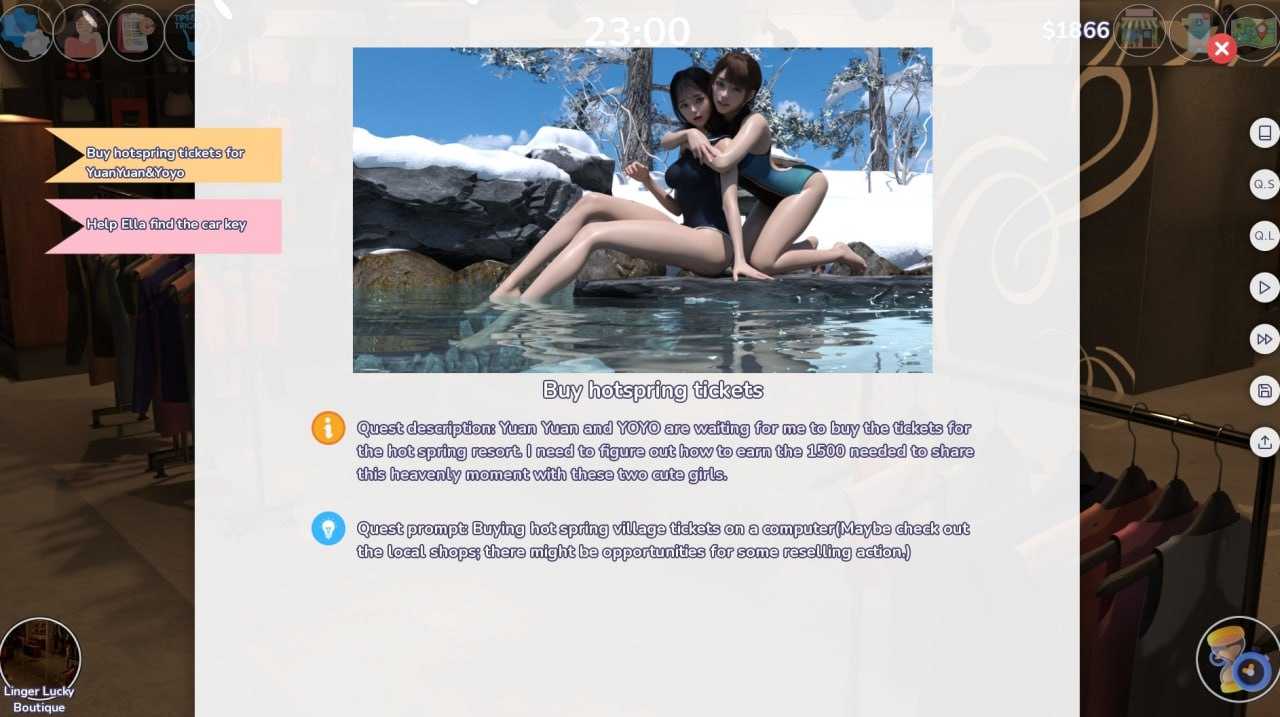 TIPS&
TRICK
23:00
$1866
Buy hotspring tickets for
YuanYuan&Yoyo
Help Ella find the car key
Q.S
Q.L
Buy hotspring tickets
Quest description: Yuan Yuan and YOYO are waiting for me to buy the tickets for
the hot spring resort. I need to figure out how to earn the 1500 needed to share
this heavenly moment with these two cute girls.
Quest prompt: Buying hot spring village tickets on a computer(Maybe check out
the local shops; there might be opportunities for some reselling action.)
Linger Lucky
Boutique